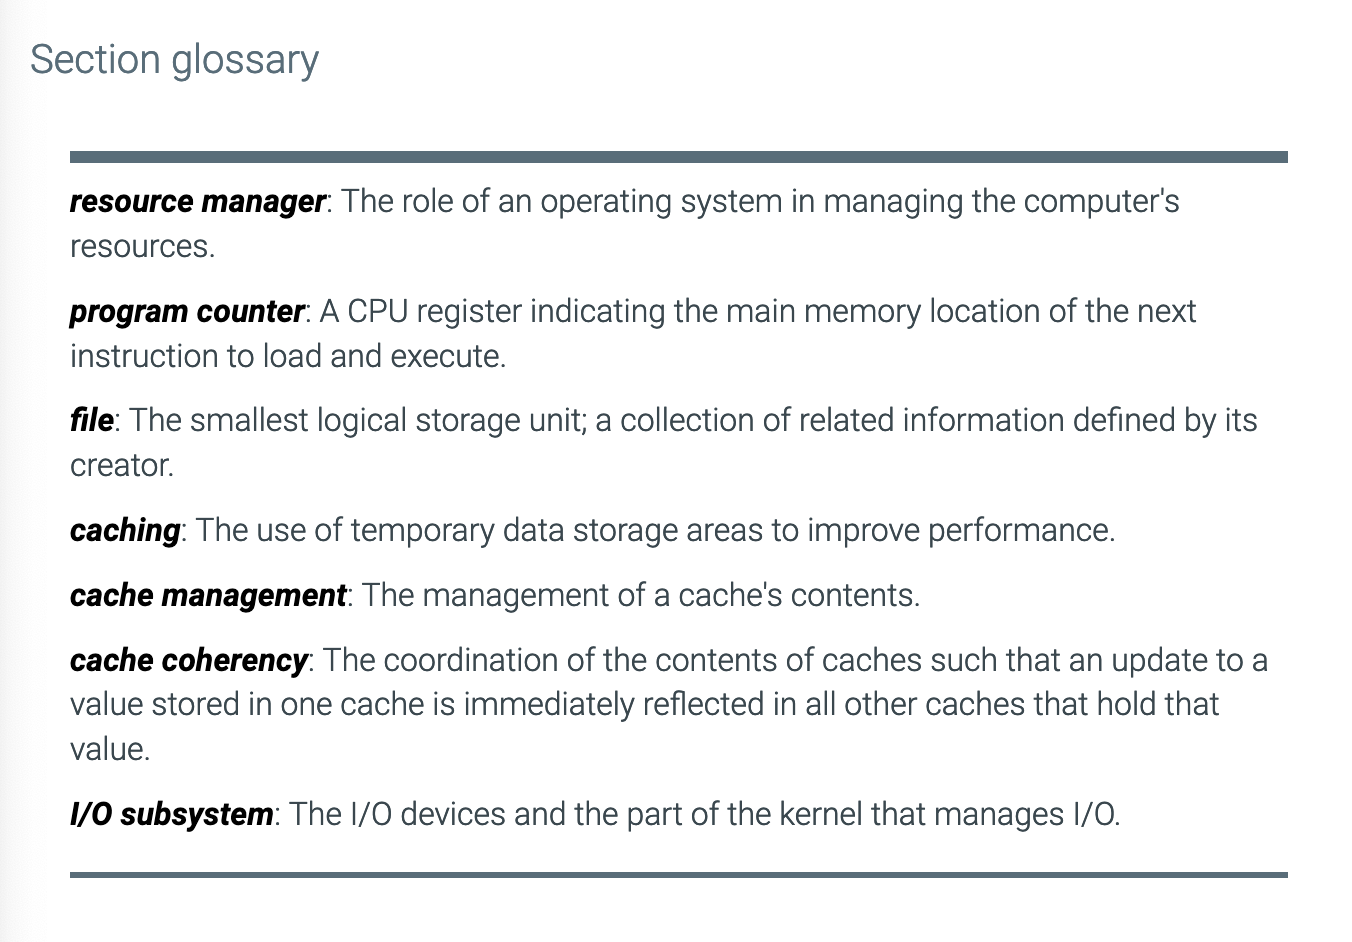 Section glossary
resource manager: The role of an operating system in managing the computer's
resources.
program counter: A CPU register indicating the main memory location of the next
instruction to load and execute.
file: The smallest logical storage unit; a collection of related information defined by its
creator.
caching: The use of temporary data storage areas to improve performance.
cache management: The management of a cache's contents.
cache coherency: The coordination of the contents of caches such that an update to a
value stored in one cache is immediately reflected in all other caches that hold that
value.
I/O subsystem: The I/O devices and the part of the kernel that manages I/O.